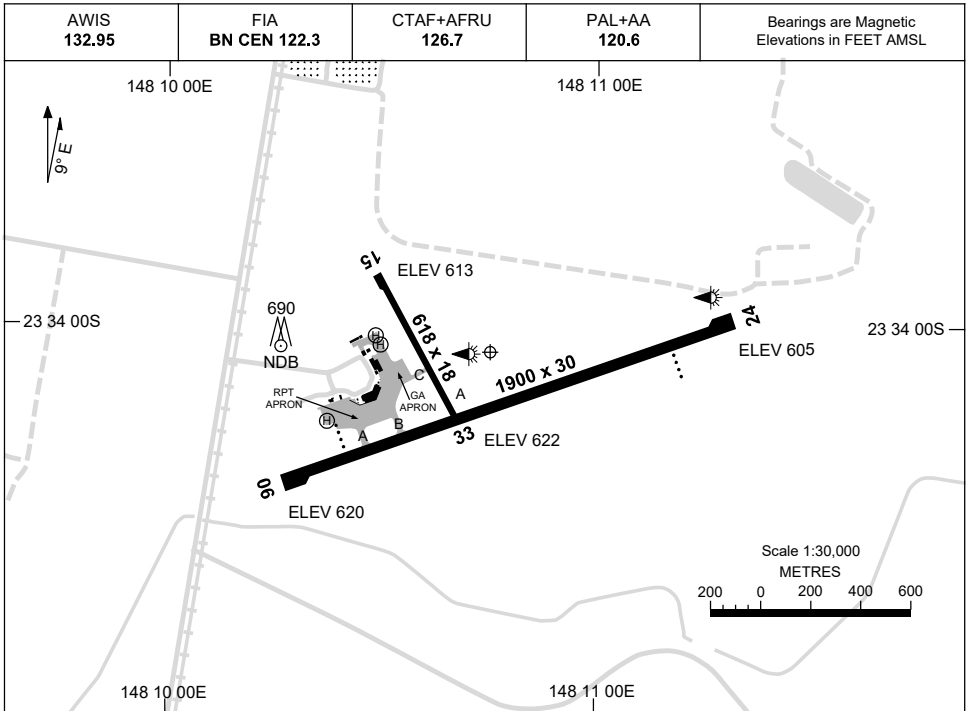 AWIS
132.95
FIA
BN CEN 122.3
CTAF+AFRU
126.7
PAL+AA
120.6
Bearings are Magnetic
Elevations in FEET AMSL
148 10 00E
148 11 00E
9° E
15
ELEV 613
690
NDB
23 34 00S
23 34 00S
H
H
618 x 18
24
ELEV 605
C
1900 x 30
RPT
APRON
GA
APRON
A
H
A
B
33
ELEV 622
06
ELEV 620
Scale 1:30,000
METRES
200 0 200 400 600
148 10 00E
148 11 00E